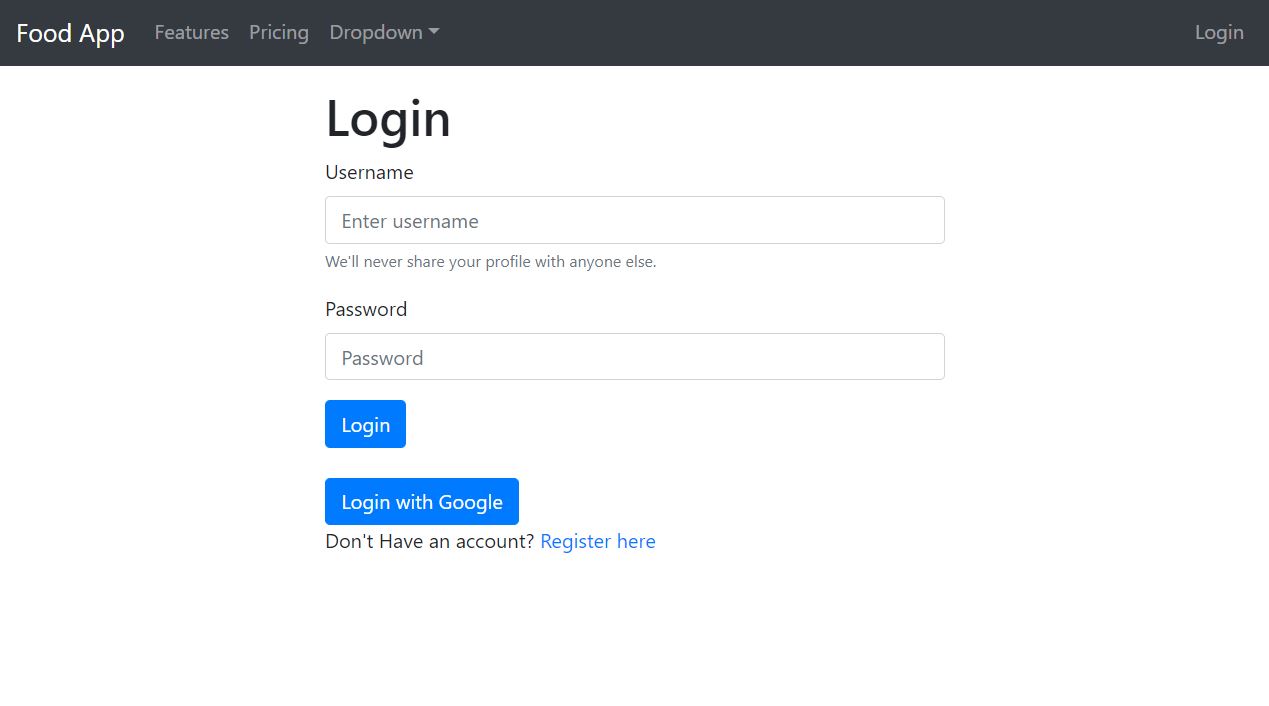 Food App Features Pricing Dropdown Login
Login
Username
Enter username
We'll never share your profile with anyone else.
Password
Password
Login
Login with Google
Don't Have an account? Register here